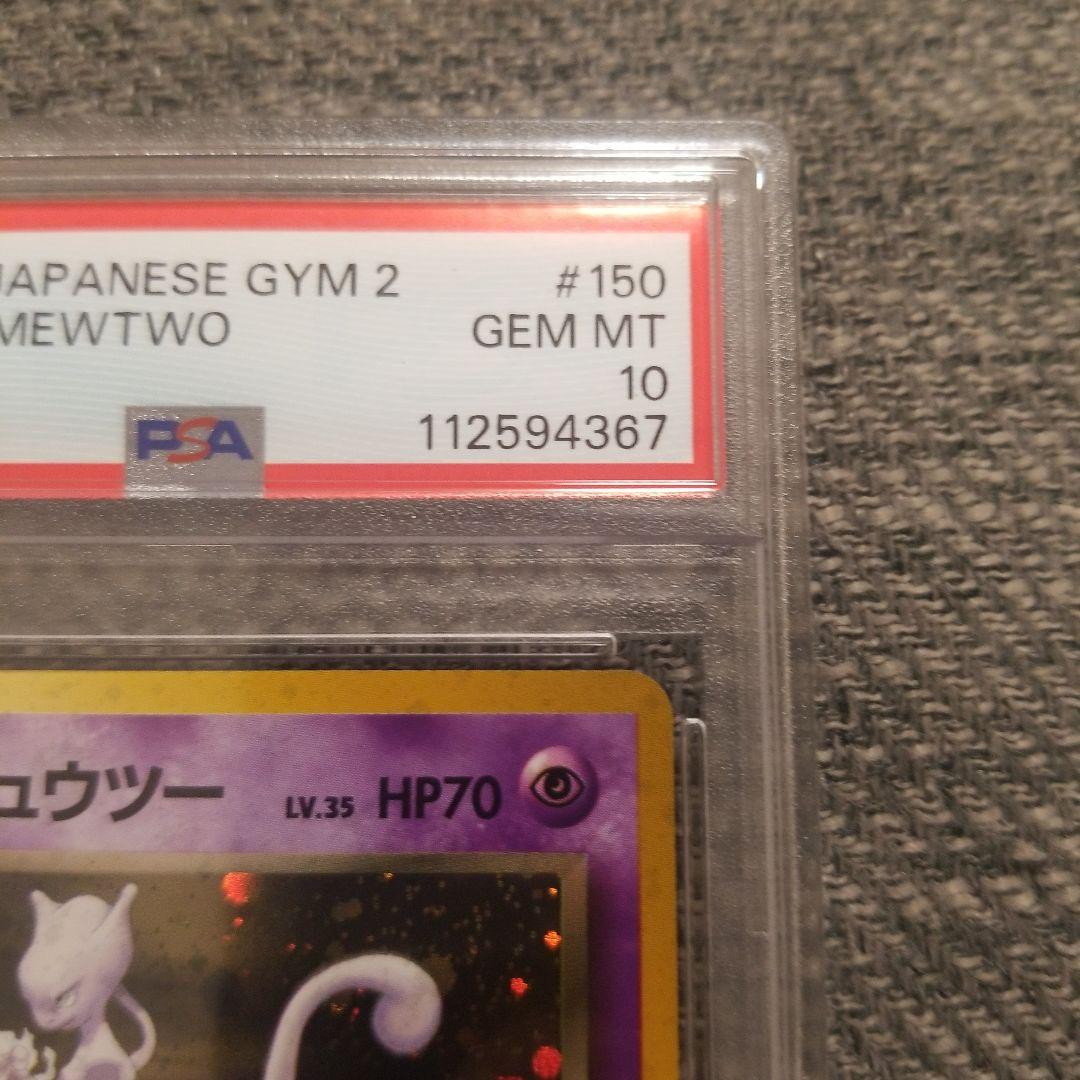 JAPANESE GYM 2 #150
MEWTWO GEM MT
10
PSA 112594367
ュウツー LV.35 HP70